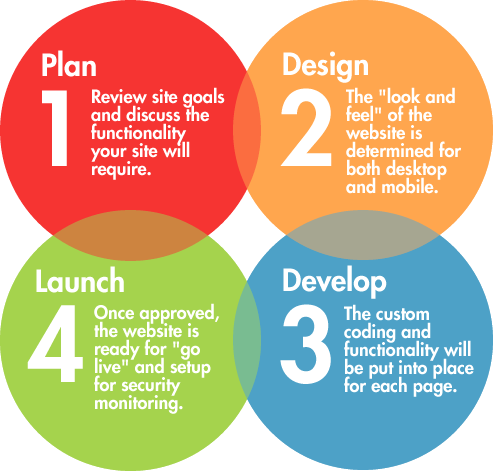 Plan
1
Review site goals
and discuss the
functionality
your site will
require.
Design
2
The "look and
feel" of the
website is
determined for
both desktop
and mobile.
Develop
3
The custom
coding and
functionality will
be put into place
for each page.
Launch
4
Once approved,
the website is
ready for "go
live" and setup
for security
monitoring.